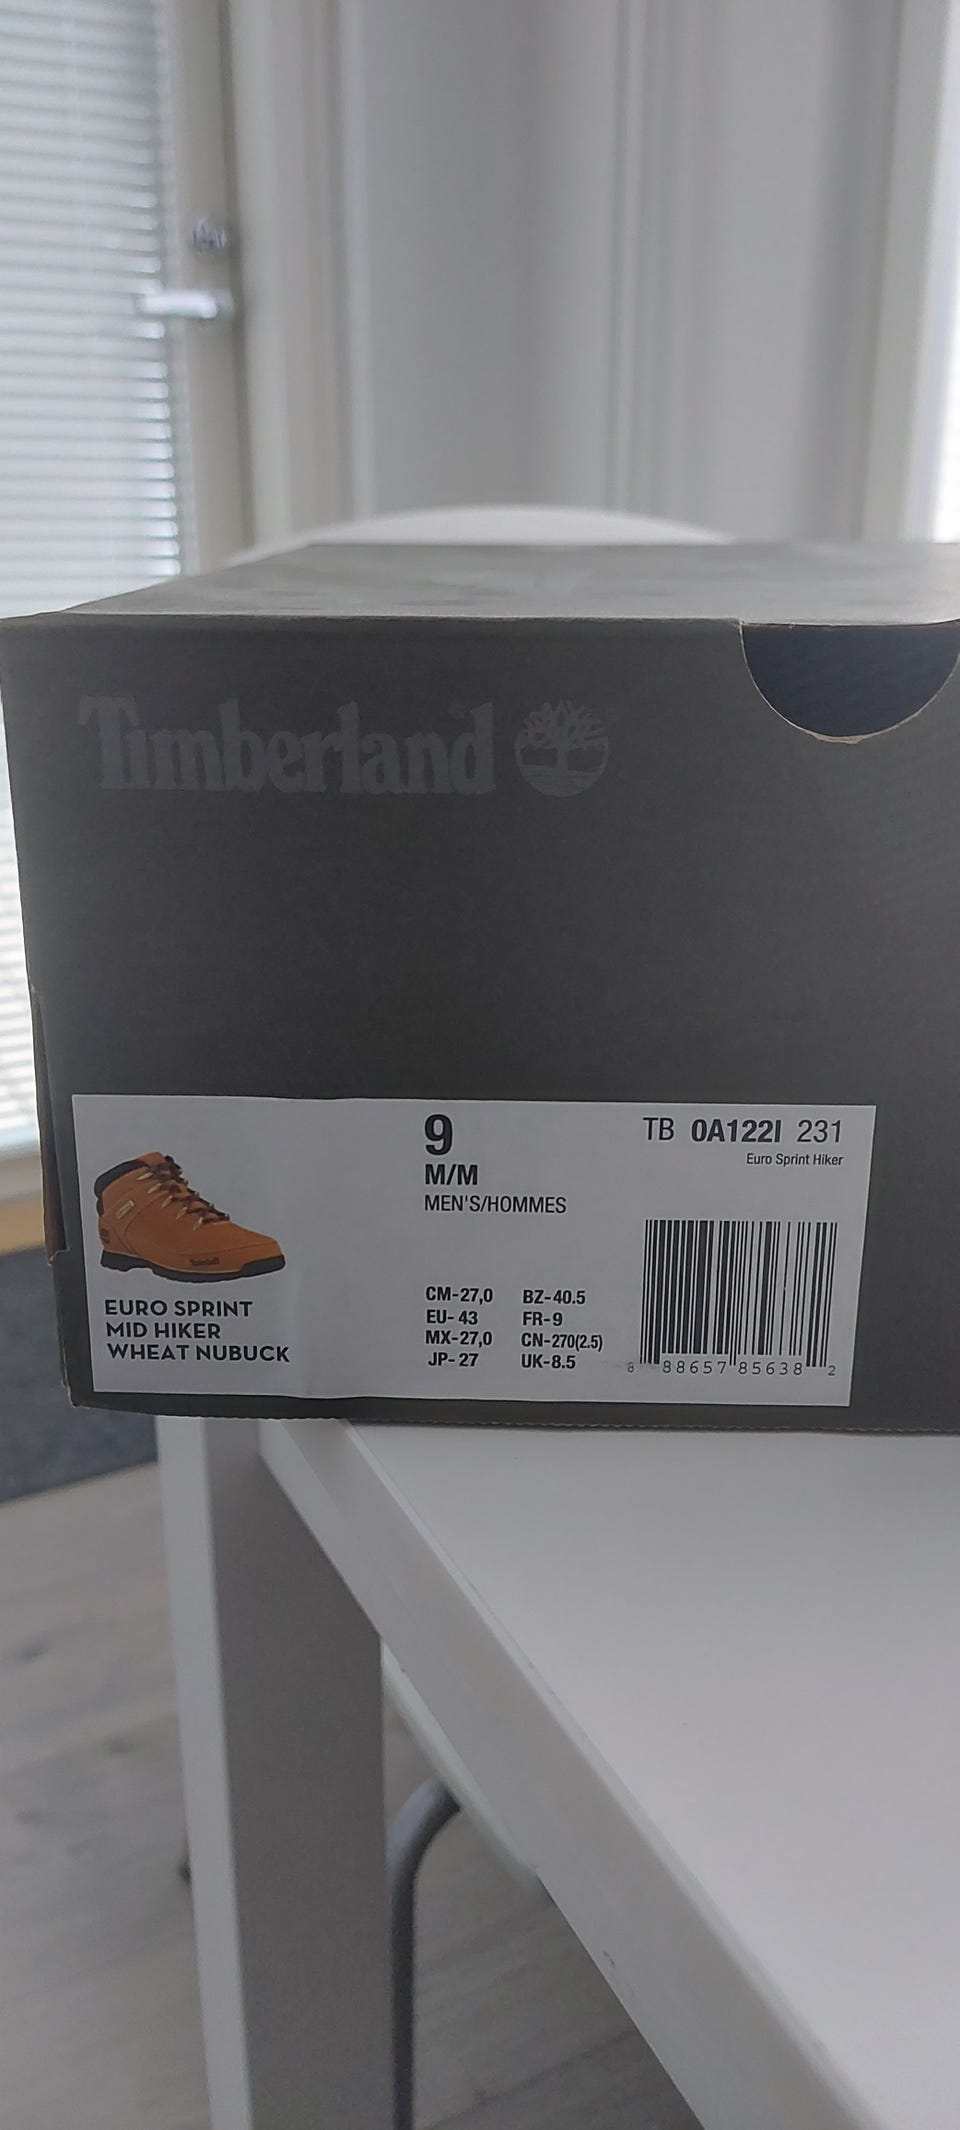 Timberland
9
M/M
MEN'S/HOMMES
TB 0A122I 231
Euro Sprint Hiker
EURO SPRINT
MID HIKER
WHEAT NUBUCK
CM-27,0 BZ-40.5
EU-43 FR-9
MX-27,0 CN-270(2.5)
JP-27 UK-8.5
8 88657 85638 2